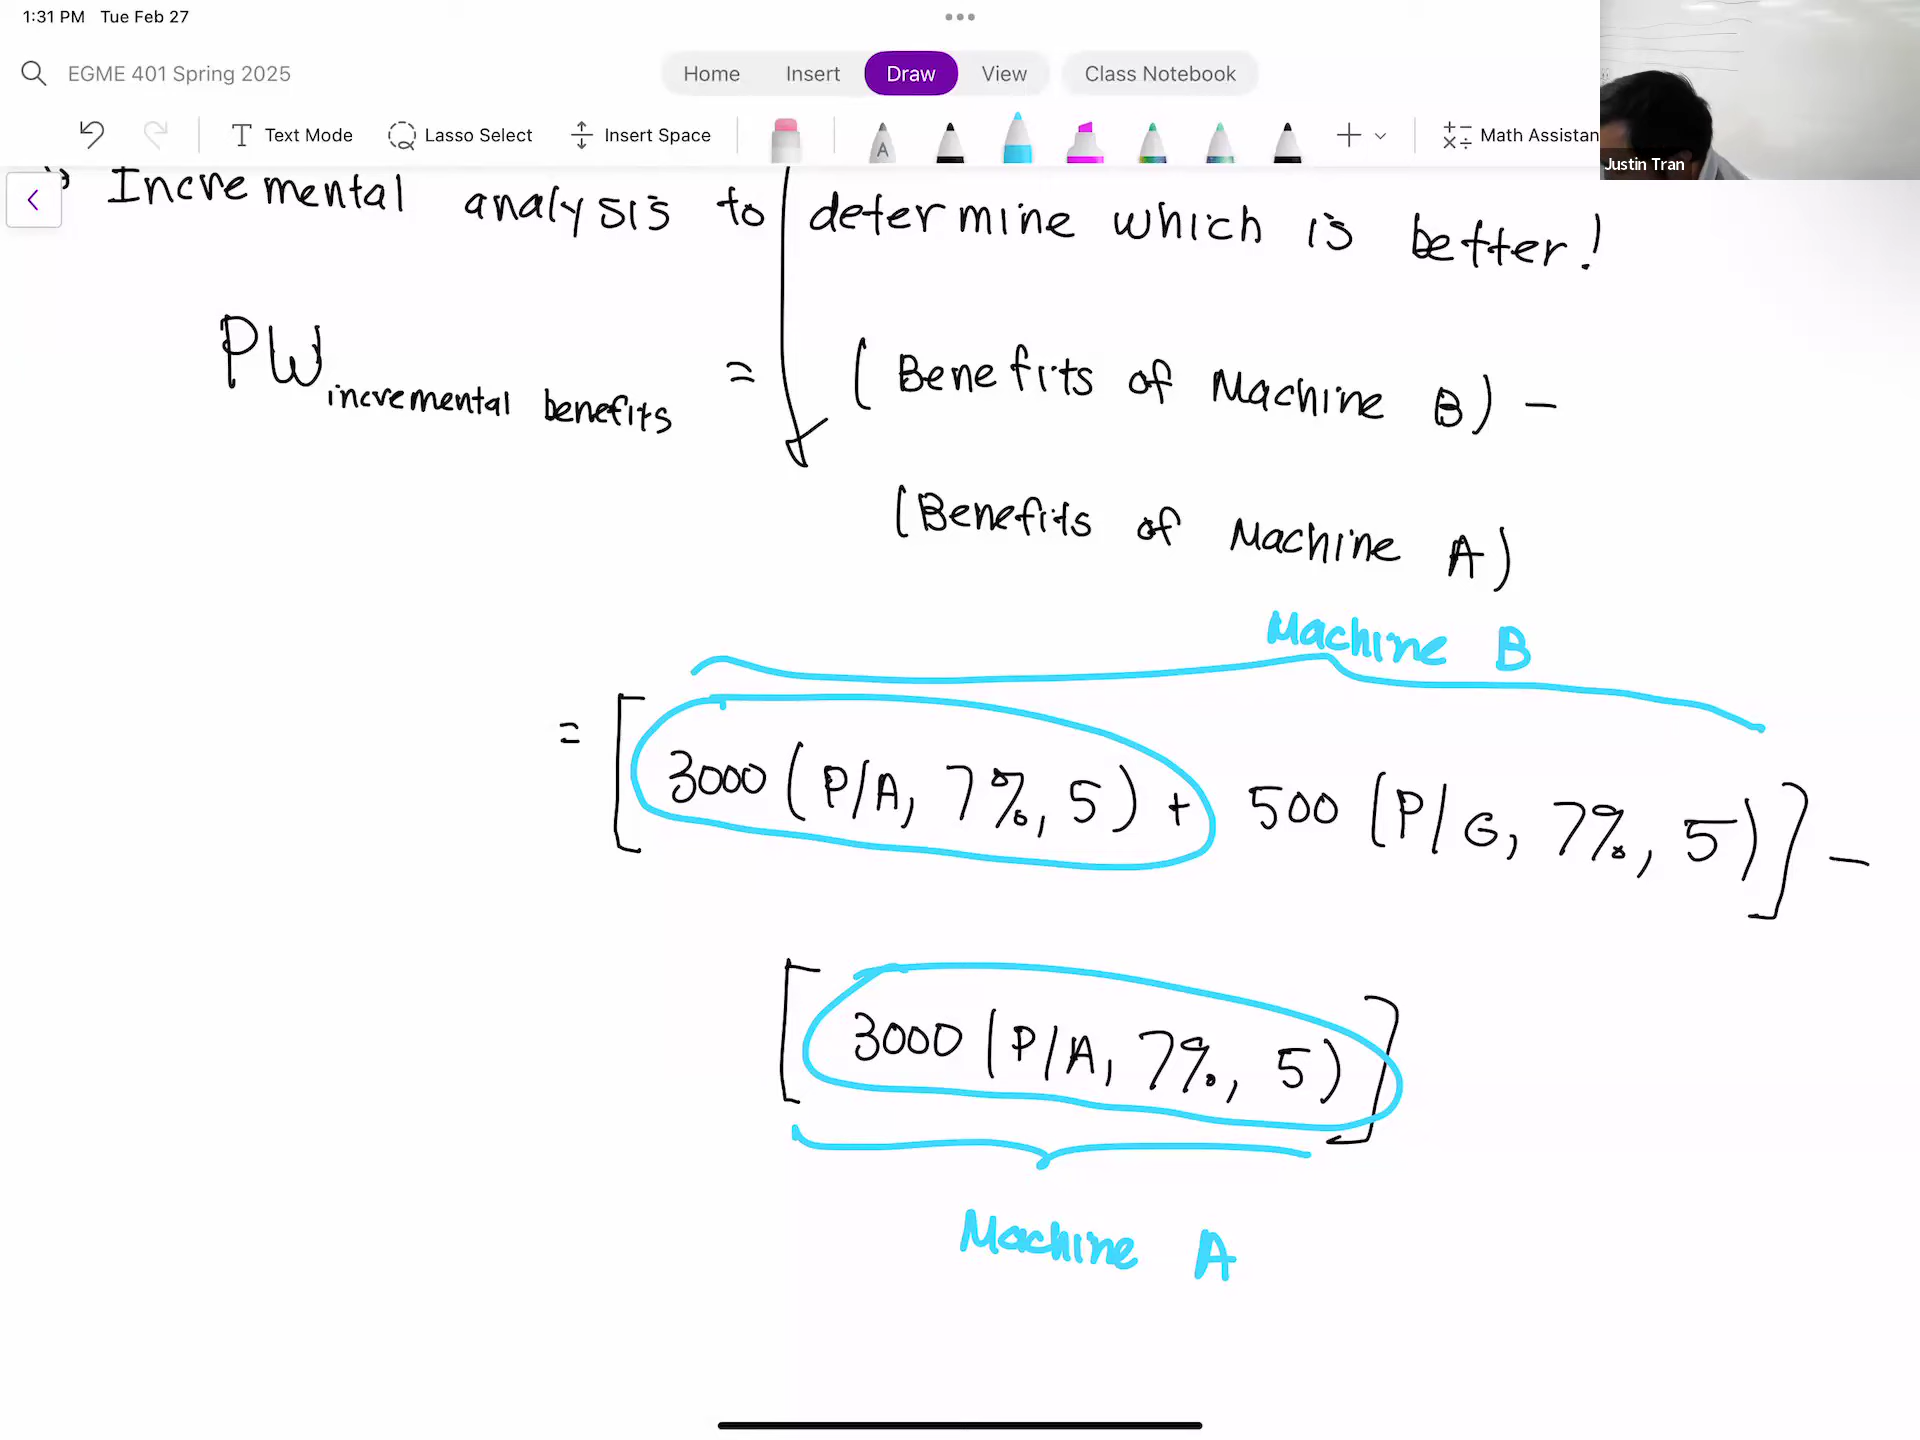 1:31 PM Tue Feb 27
EGME 401 Spring 2025
Home Insert Draw View Class Notebook
Text Mode Lasso Select Insert Space A Math Assistan
Justin Tran
Incremental analysis to determine which is better!
PW incremental benefits = (Benefits of Machine B) -
(Benefits of Machine A)
Machine B
= [3000 (P/A, 7%, 5) + 500 (P/G, 7%, 5)] -
[3000 (P/A, 7%, 5)]
Machine A